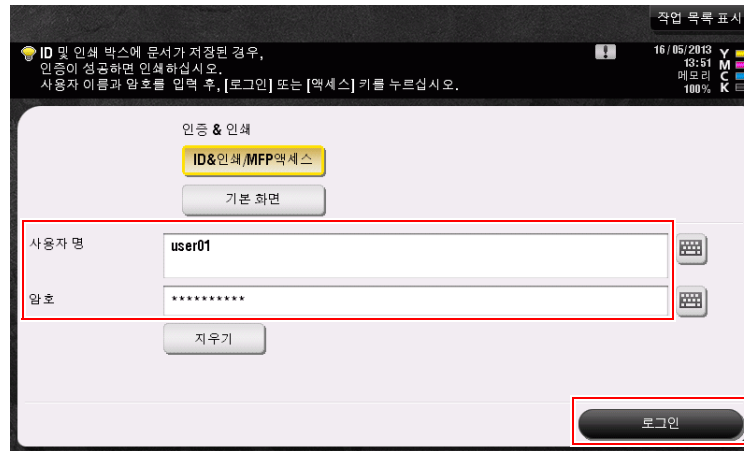 작업 목록 표시
ID 및 인쇄 박스에 문서가 저장된 경우,
인증이 성공하면 인쇄하십시오.
사용자 이름과 암호를 입력 후, [로그인] 또는 [액세스] 키를 누르십시오.
16/05/2013
13:51
메모리
100%
Y
M
C
K
인증 & 인쇄
ID&인쇄/MFP액세스
기본 화면
사용자 명
user01
암호
**********
지우기
로그인